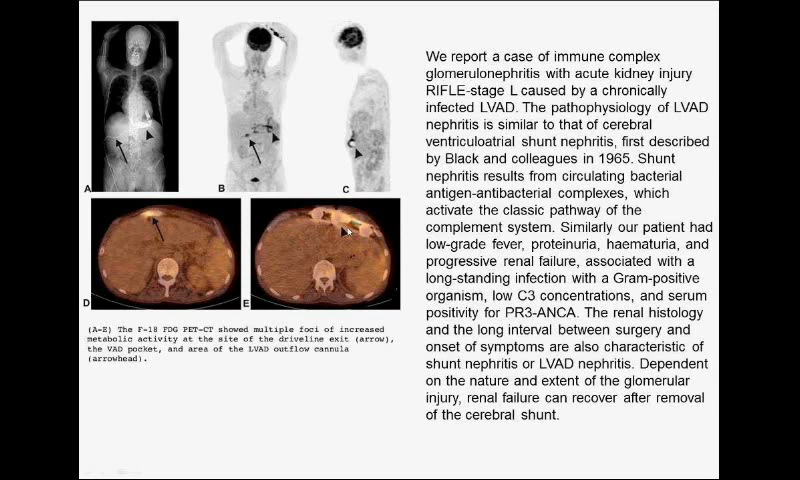 A
B
C
D
E
(A-E) The F-18 FDG PET-CT showed multiple foci of increased
metabolic activity at the site of the driveline exit (arrow),
the VAD pocket, and area of the LVAD outflow cannula
(arrowhead).
We report a case of immune complex
glomerulonephritis with acute kidney injury
RIFLE-stage L caused by a chronically
infected LVAD. The pathophysiology of LVAD
nephritis is similar to that of cerebral
ventriculoatrial shunt nephritis, first described
by Black and colleagues in 1965. Shunt
nephritis results from circulating bacterial
antigen-antibacterial complexes, which
activate the classic pathway of the
complement system. Similarly our patient had
low-grade fever, proteinuria, haematuria, and
progressive renal failure, associated with a
long-standing infection with a Gram-positive
organism, low C3 concentrations, and serum
positivity for PR3-ANCA. The renal histology
and the long interval between surgery and
onset of symptoms are also characteristic of
shunt nephritis or LVAD nephritis. Dependent
on the nature and extent of the glomerular
injury, renal failure can recover after removal
of the cerebral shunt.